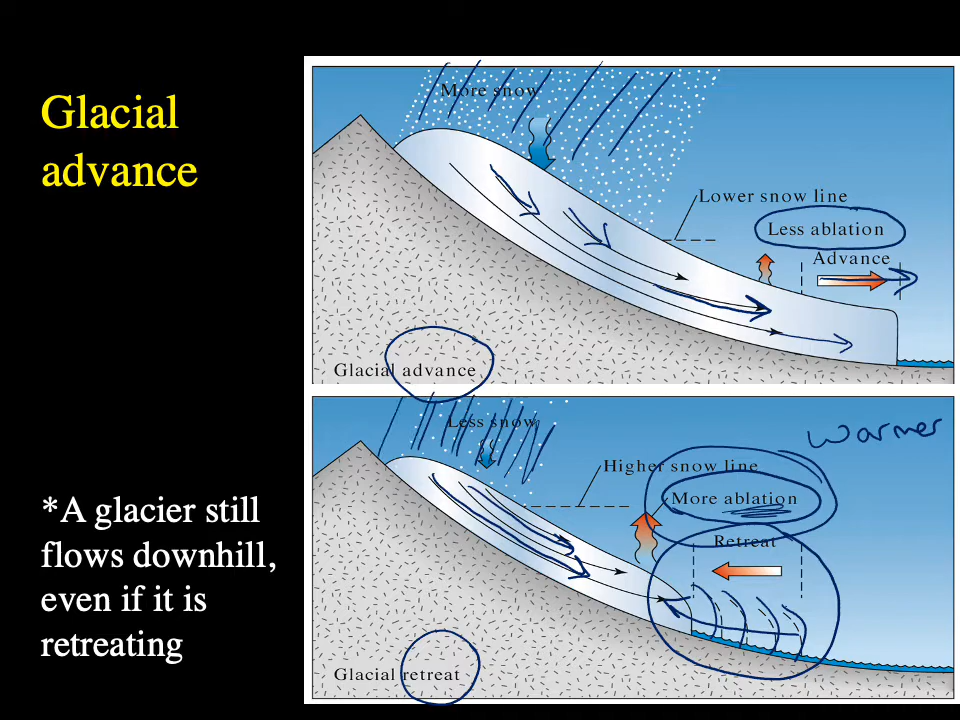 Glacial
advance
More snow
Lower snow line
Less ablation
Advance
Glacial advance
Less snow
warmer
Higher snow line
More ablation
Retreat
*A glacier still
flows downhill,
even if it is
retreating
Glacial retreat